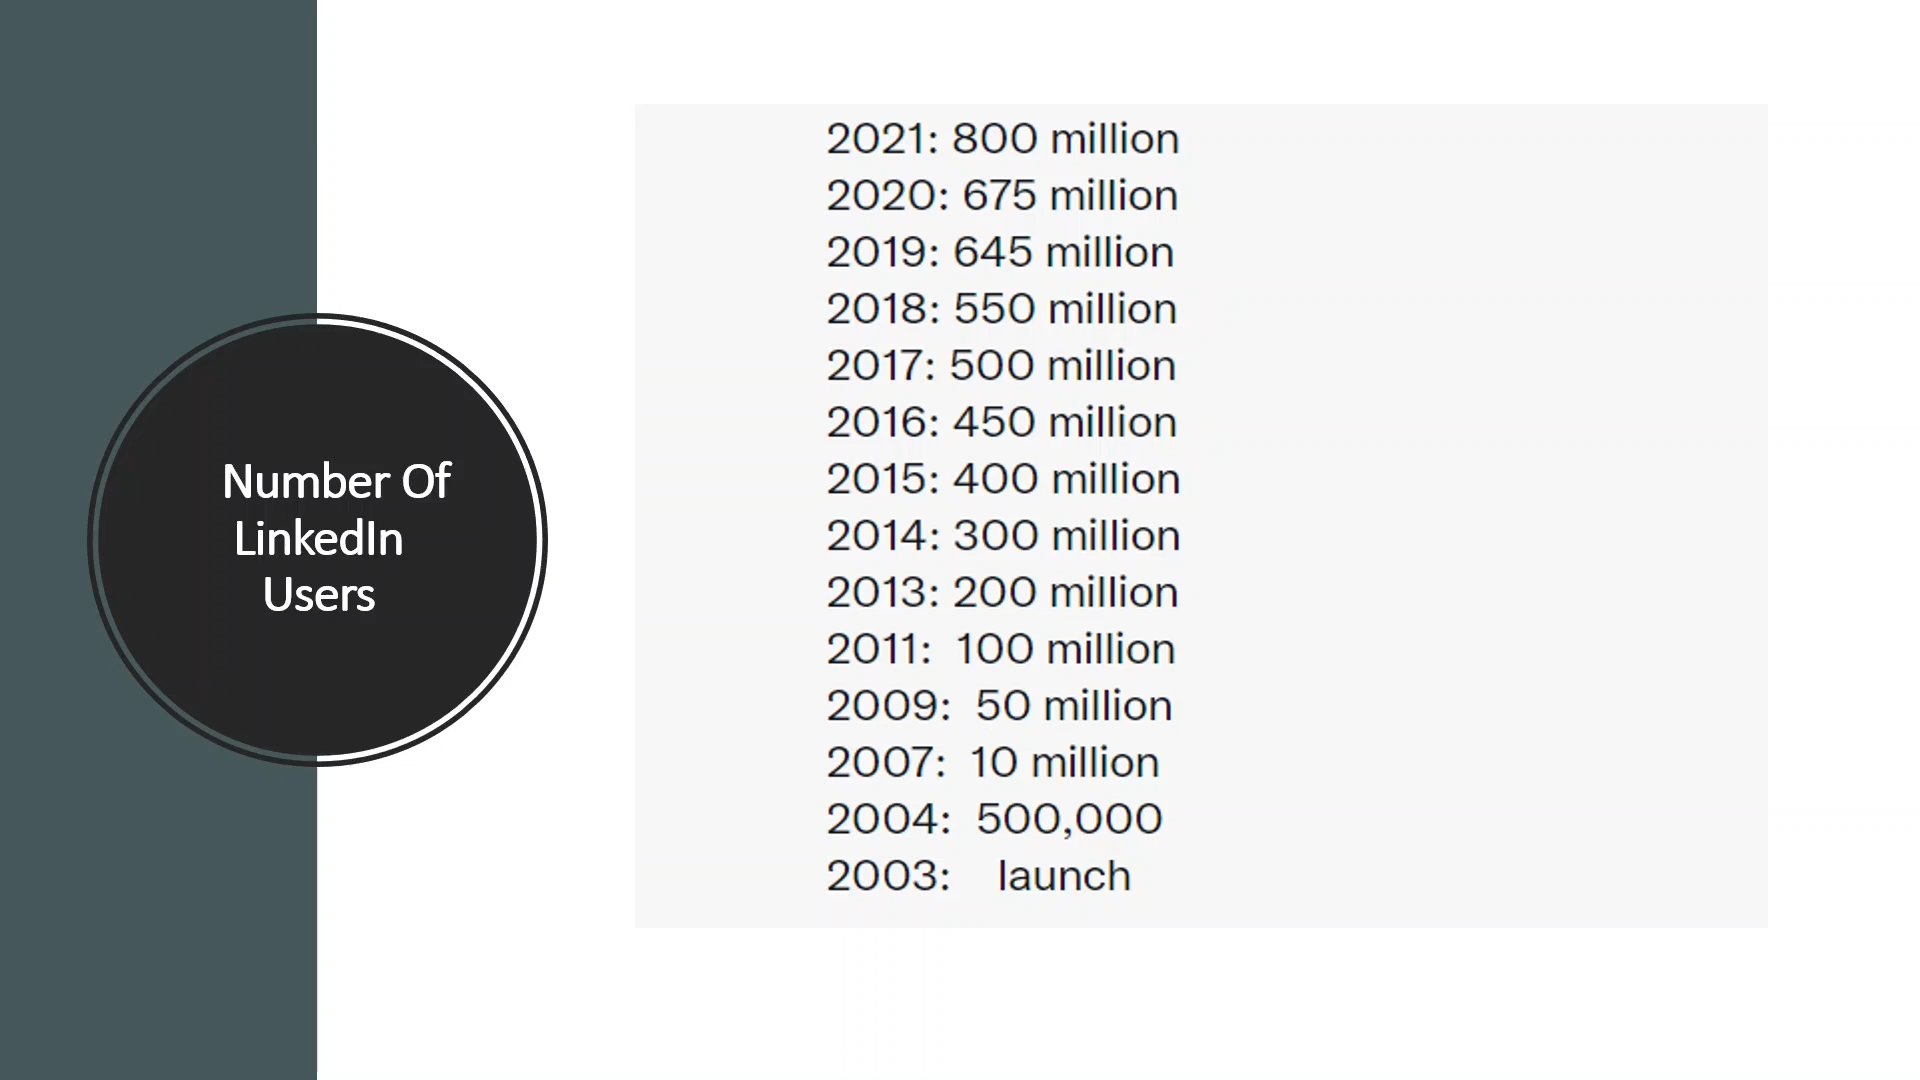 Number Of
LinkedIn
Users
2021: 800 million
2020: 675 million
2019: 645 million
2018: 550 million
2017: 500 million
2016: 450 million
2015: 400 million
2014: 300 million
2013: 200 million
2011: 100 million
2009: 50 million
2007: 10 million
2004: 500,000
2003: launch